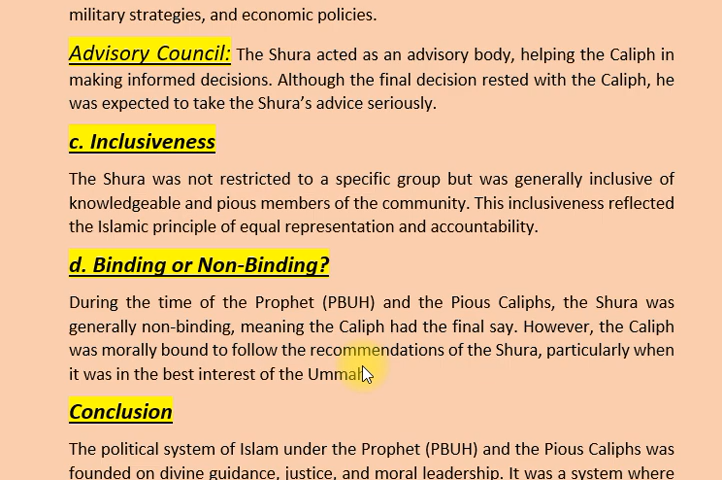 military strategies, and economic policies.
Advisory Council: The Shura acted as an advisory body, helping the Caliph in
making informed decisions. Although the final decision rested with the Caliph, he
was expected to take the Shura’s advice seriously.
c. Inclusiveness
The Shura was not restricted to a specific group but was generally inclusive of
knowledgeable and pious members of the community. This inclusiveness reflected
the Islamic principle of equal representation and accountability.
d. Binding or Non-Binding?
During the time of the Prophet (PBUH) and the Pious Caliphs, the Shura was
generally non-binding, meaning the Caliph had the final say. However, the Caliph
was morally bound to follow the recommendations of the Shura, particularly when
it was in the best interest of the Ummah
Conclusion
The political system of Islam under the Prophet (PBUH) and the Pious Caliphs was
founded on divine guidance, justice, and moral leadership. It was a system where